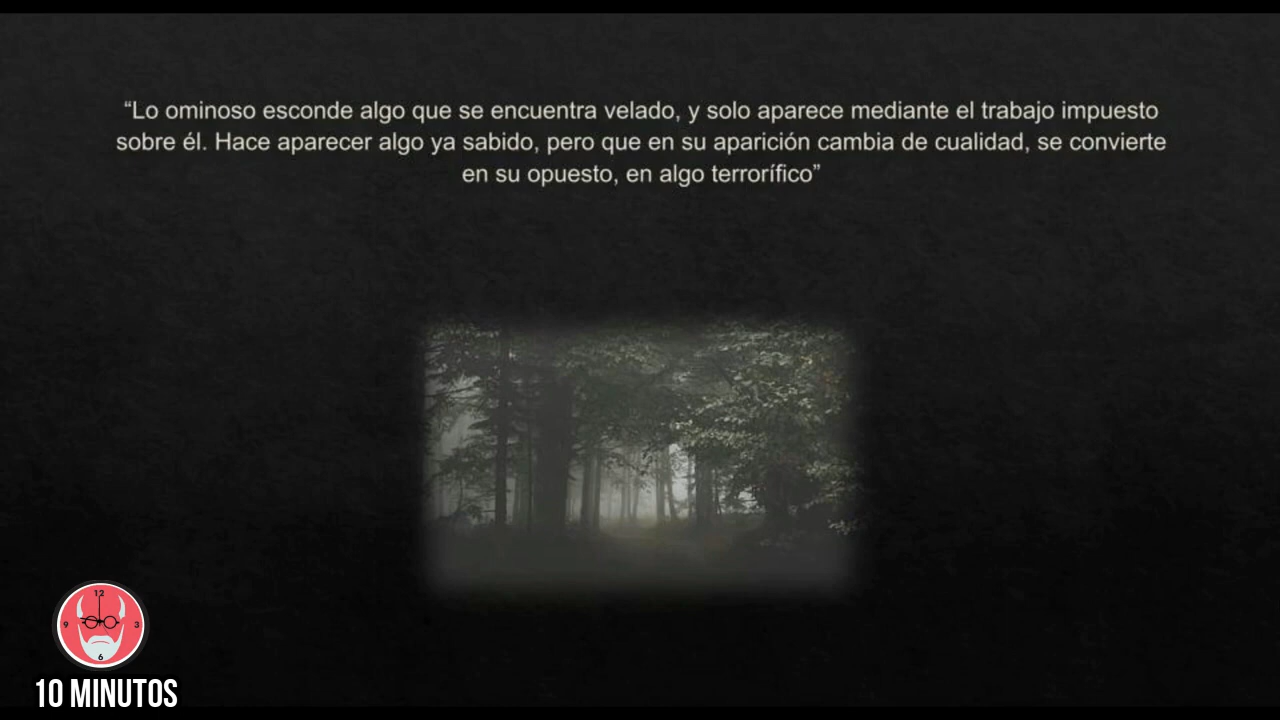 “Lo ominoso esconde algo que se encuentra velado, y solo aparece mediante el trabajo impuesto
sobre él. Hace aparecer algo ya sabido, pero que en su aparición cambia de cualidad, se convierte
en su opuesto, en algo terrorífico”
12
9 3
6
10 MINUTOS